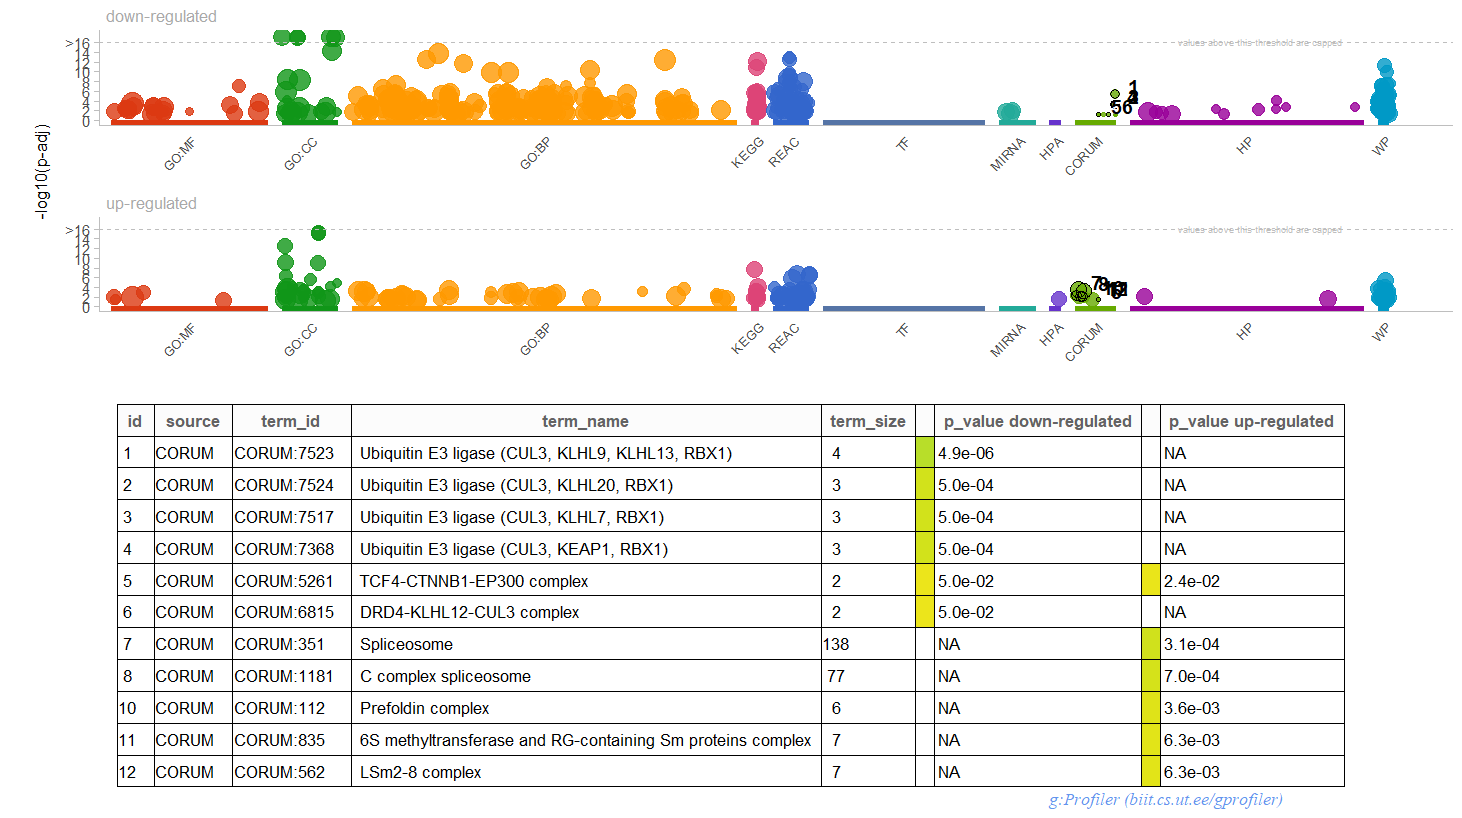 down-regulated
values above this threshold are capped
>16
14
12
10
8
6
4
2
0
1
4
56
GO:MF
GO:CC
GO:BP
KEGG
REAC
TF
MIRNA
HPA
CORUM
HP
WP
-log10(p-adj)
up-regulated
values above this threshold are capped
>16
14
12
10
8
6
4
2
0
7
8
GO:MF
GO:CC
GO:BP
KEGG
REAC
TF
MIRNA
HPA
CORUM
HP
WP
id source term_id term_name term_size p_value down-regulated p_value up-regulated
1 CORUM CORUM:7523 Ubiquitin E3 ligase (CUL3, KLHL9, KLHL13, RBX1) 4 4.9e-06 NA
2 CORUM CORUM:7524 Ubiquitin E3 ligase (CUL3, KLHL20, RBX1) 3 5.0e-04 NA
3 CORUM CORUM:7517 Ubiquitin E3 ligase (CUL3, KLHL7, RBX1) 3 5.0e-04 NA
4 CORUM CORUM:7368 Ubiquitin E3 ligase (CUL3, KEAP1, RBX1) 3 5.0e-04 NA
5 CORUM CORUM:5261 TCF4-CTNNB1-EP300 complex 2 5.0e-02 2.4e-02
6 CORUM CORUM:6815 DRD4-KLHL12-CUL3 complex 2 5.0e-02 NA
7 CORUM CORUM:351 Spliceosome 138 NA 3.1e-04
8 CORUM CORUM:1181 C complex spliceosome 77 NA 7.0e-04
10 CORUM CORUM:112 Prefoldin complex 6 NA 3.6e-03
11 CORUM CORUM:835 6S methyltransferase and RG-containing Sm proteins complex 7 NA 6.3e-03
12 CORUM CORUM:562 LSm2-8 complex 7 NA 6.3e-03
g:Profiler (biit.cs.ut.ee/gprofiler)